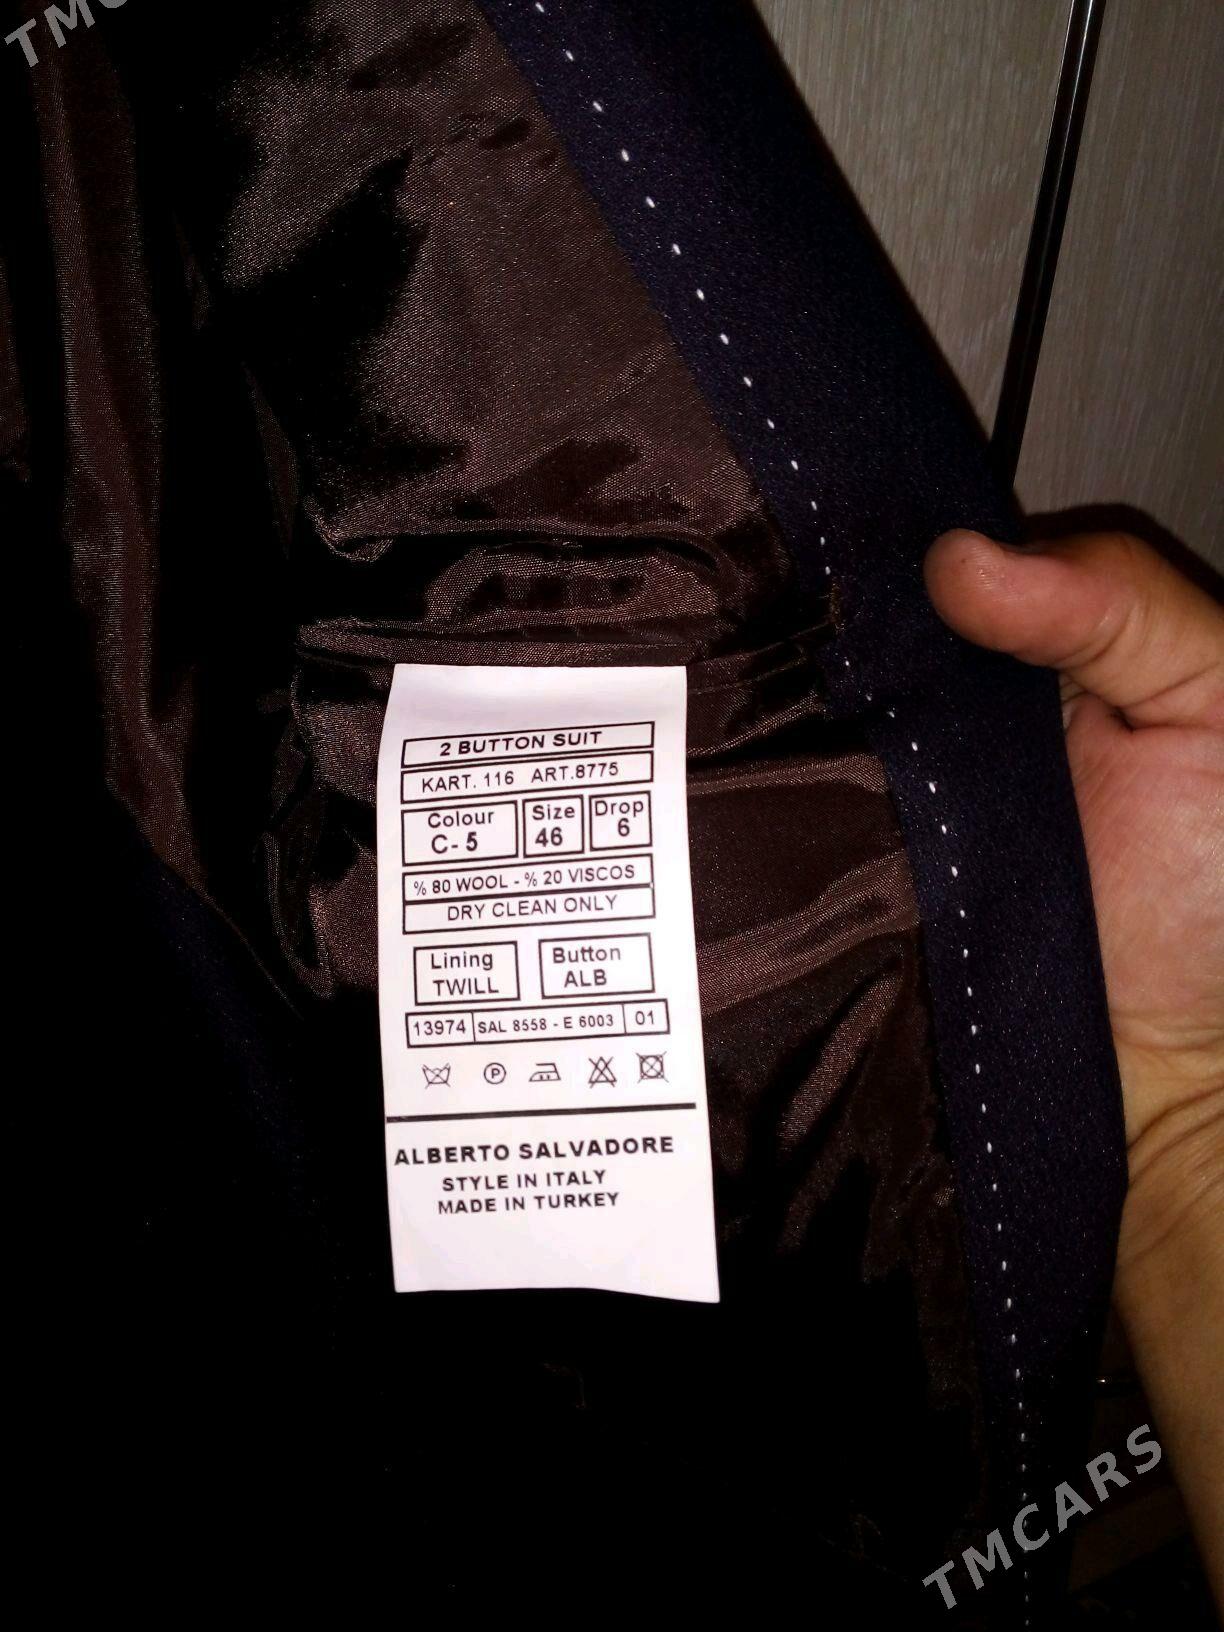 2 BUTTON SUIT
KART. 116 ART.8775
Colour Size Drop
C- 5 46 6
% 80 WOOL - % 20 VISCOS
DRY CLEAN ONLY
Lining Button
TWILL ALB
13974 SAL 8558 - E 6003 01
P
ALBERTO SALVADORE
STYLE IN ITALY
MADE IN TURKEY
TMCARS